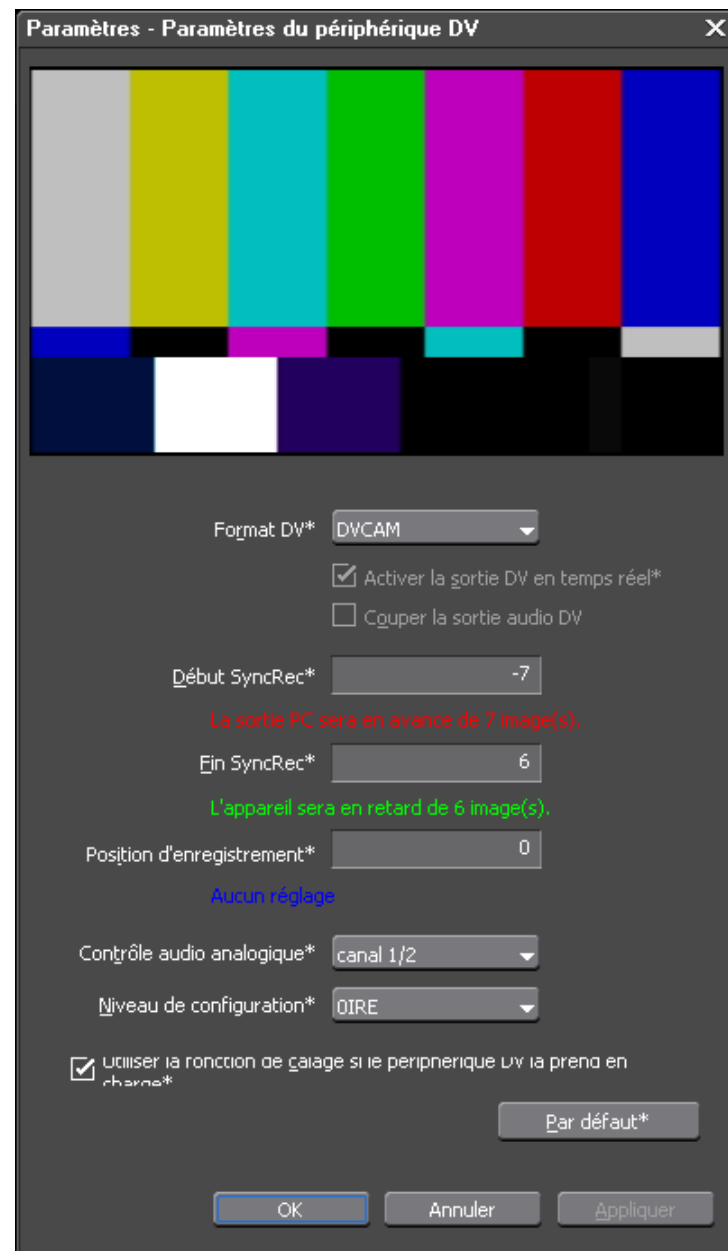 Paramètres - Paramètres du périphérique DV
Format DV* DVCAM
Activer la sortie DV en temps réel*
Couper la sortie audio DV
Début SyncRec* -7
La sortie PC sera en avance de 7 image(s).
Fin SyncRec* 6
L'appareil sera en retard de 6 image(s).
Position d'enregistrement* 0
Aucun réglage
Contrôle audio analogique* canal 1/2
Niveau de configuration* 0IRE
Utiliser la fonction de calage si le périphérique DV la prend en
charge*
Par défaut*
OK Annuler Appliquer